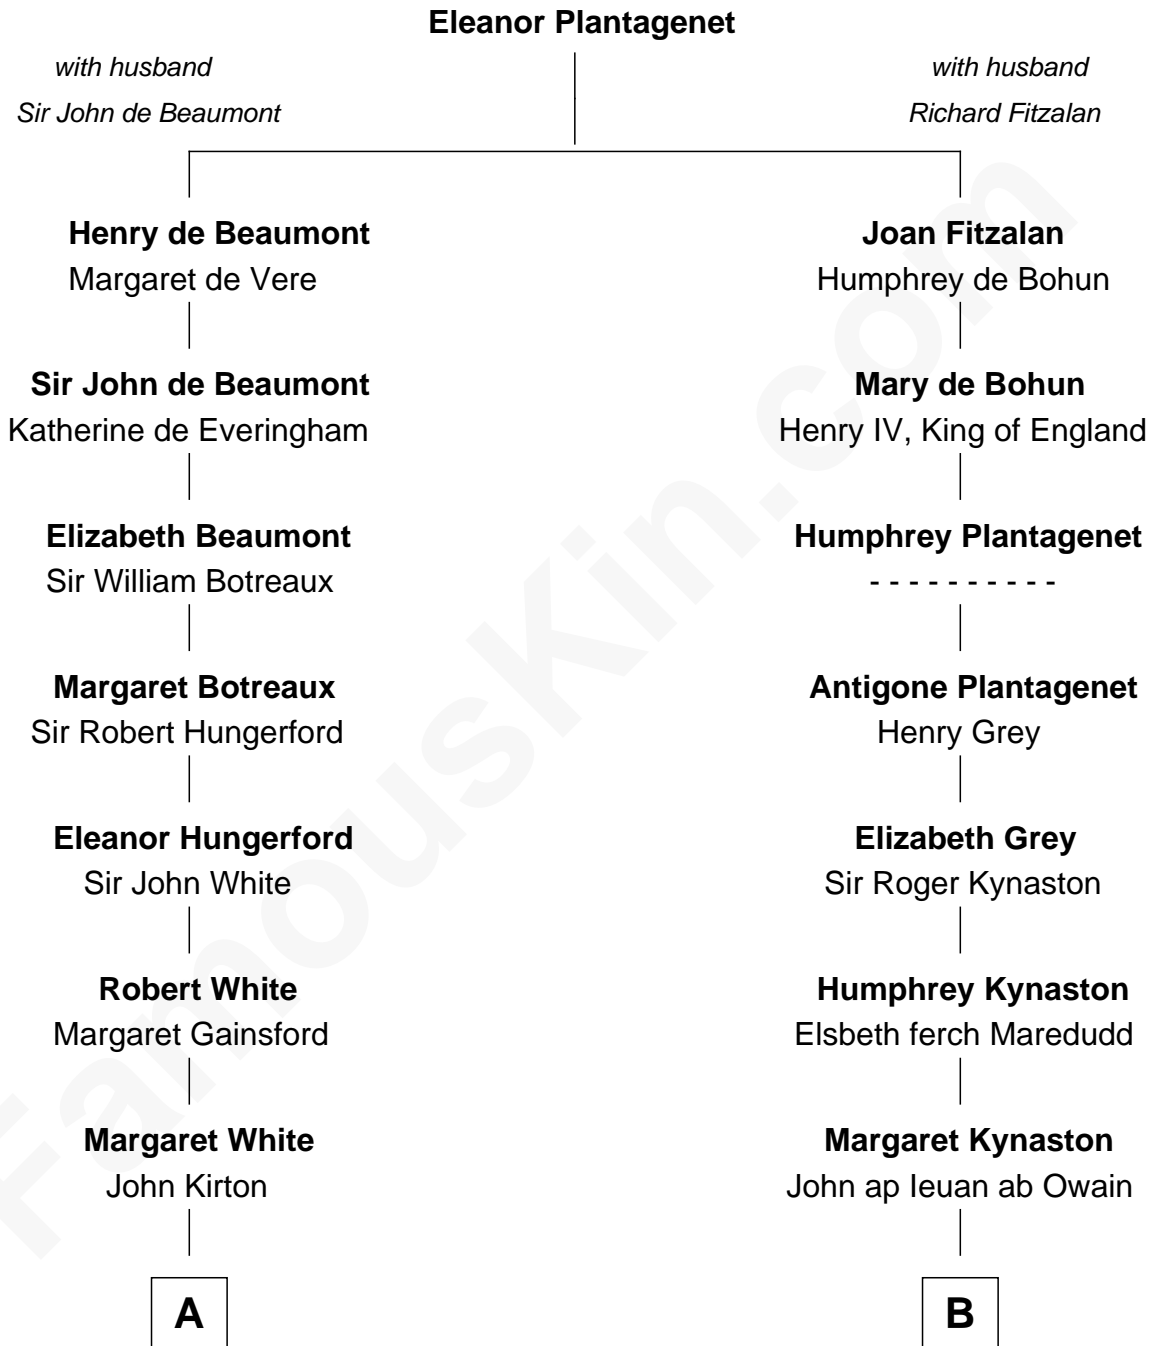 Eleanor Plantagenet
with husband
Sir John de Beaumont
with husband
Richard Fitzalan
Henry de Beaumont
Margaret de Vere
Sir John de Beaumont
Katherine de Everingham
Elizabeth Beaumont
Sir William Botreaux
Margaret Botreaux
Sir Robert Hungerford
Eleanor Hungerford
Sir John White
Robert White
Margaret Gainsford
Margaret White
John Kirton
A
Joan Fitzalan
Humphrey de Bohun
Mary de Bohun
Henry IV, King of England
Humphrey Plantagenet
- - - - - - - - - -
Antigone Plantagenet
Henry Grey
Elizabeth Grey
Sir Roger Kynaston
Humphrey Kynaston
Elsbeth ferch Maredudd
Margaret Kynaston
John ap Ieuan ab Owain
B
FamousKin.com